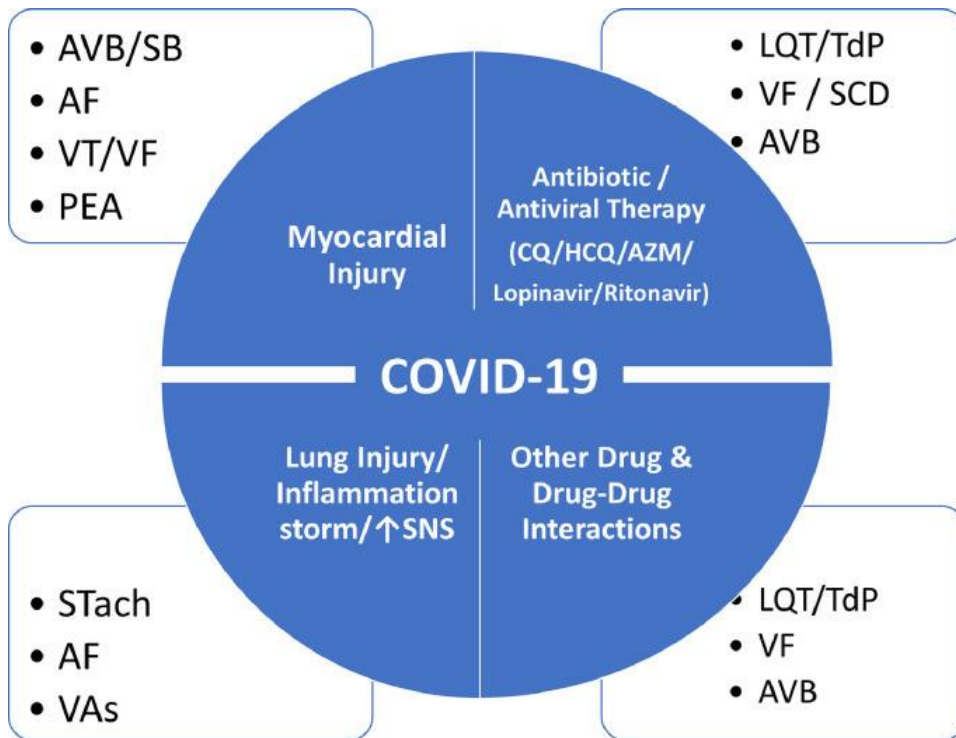 • AVB/SB
• AF
• VT/VF
• PEA
• LQT/TdP
• VF / SCD
• AVB
Myocardial
Injury
Antibiotic /
Antiviral Therapy
(CQ/HCQ/AZM/
Lopinavir/Ritonavir)
COVID-19
Lung Injury/
Inflammation
storm/↑SNS
Other Drug &
Drug-Drug
Interactions
• STach
• AF
• VAs
• LQT/TdP
• VF
• AVB